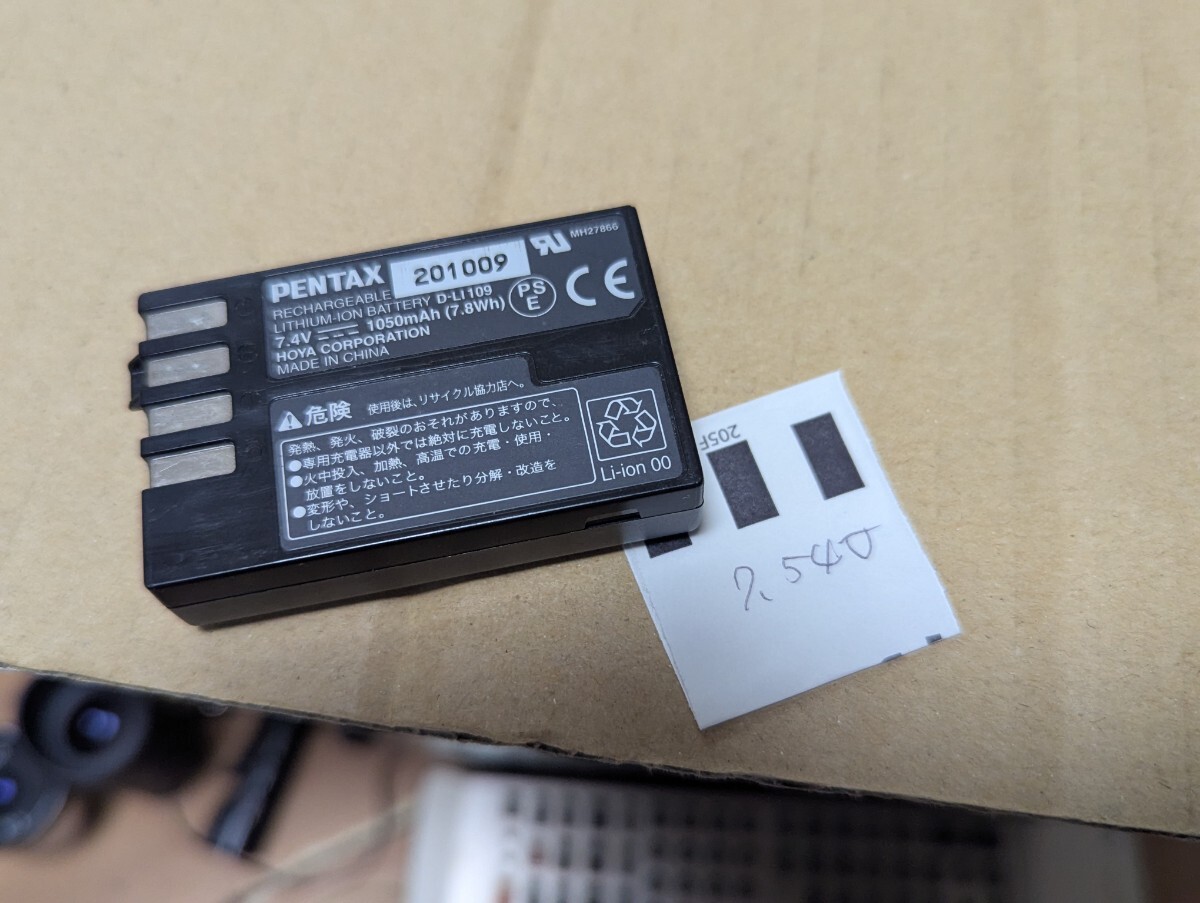 PENTAX 201009
MH27866
RECHARGEABLE
LITHIUM-ION BATTERY D-LI109
7.4V 1050mAh (7.8Wh)
HOYA CORPORATION
MADE IN CHINA
PS
E
CE
危険 使用後は、リサイクル協力店へ。
発熱、発火、破裂のおそれがありますので、
●専用充電器以外では絶対に充電しないこと。
●火中投入、加熱、高温での充電・使用・
放置をしないこと。
●変形や、ショートさせたり分解・改造を
しないこと。
Li-ion 00
205F
7.540